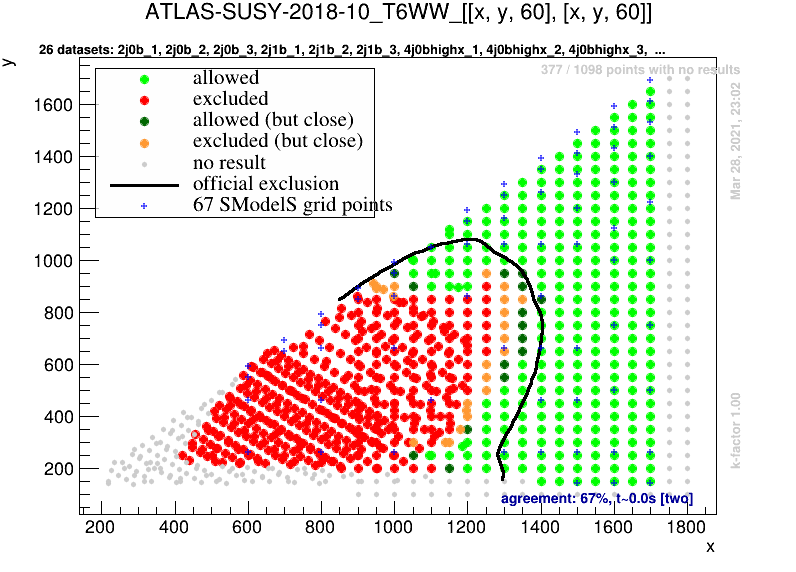 ATLAS-SUSY-2018-10_T6WW_[[x, y, 60], [x, y, 60]]
26 datasets: 2j0b_1, 2j0b_2, 2j0b_3, 2j1b_1, 2j1b_2, 2j1b_3, 4j0bhighx_1, 4j0bhighx_2, 4j0bhighx_3, ...
y
377 / 1098 points with no results
allowed
excluded
allowed (but close)
excluded (but close)
no result
official exclusion
67 SModelS grid points
Mar 28, 2021, 23:02
k-factor 1.00
1600
1400
1200
1000
800
600
400
200
agreement: 67%, t~0.0s [two]
200 400 600 800 1000 1200 1400 1600 1800
x